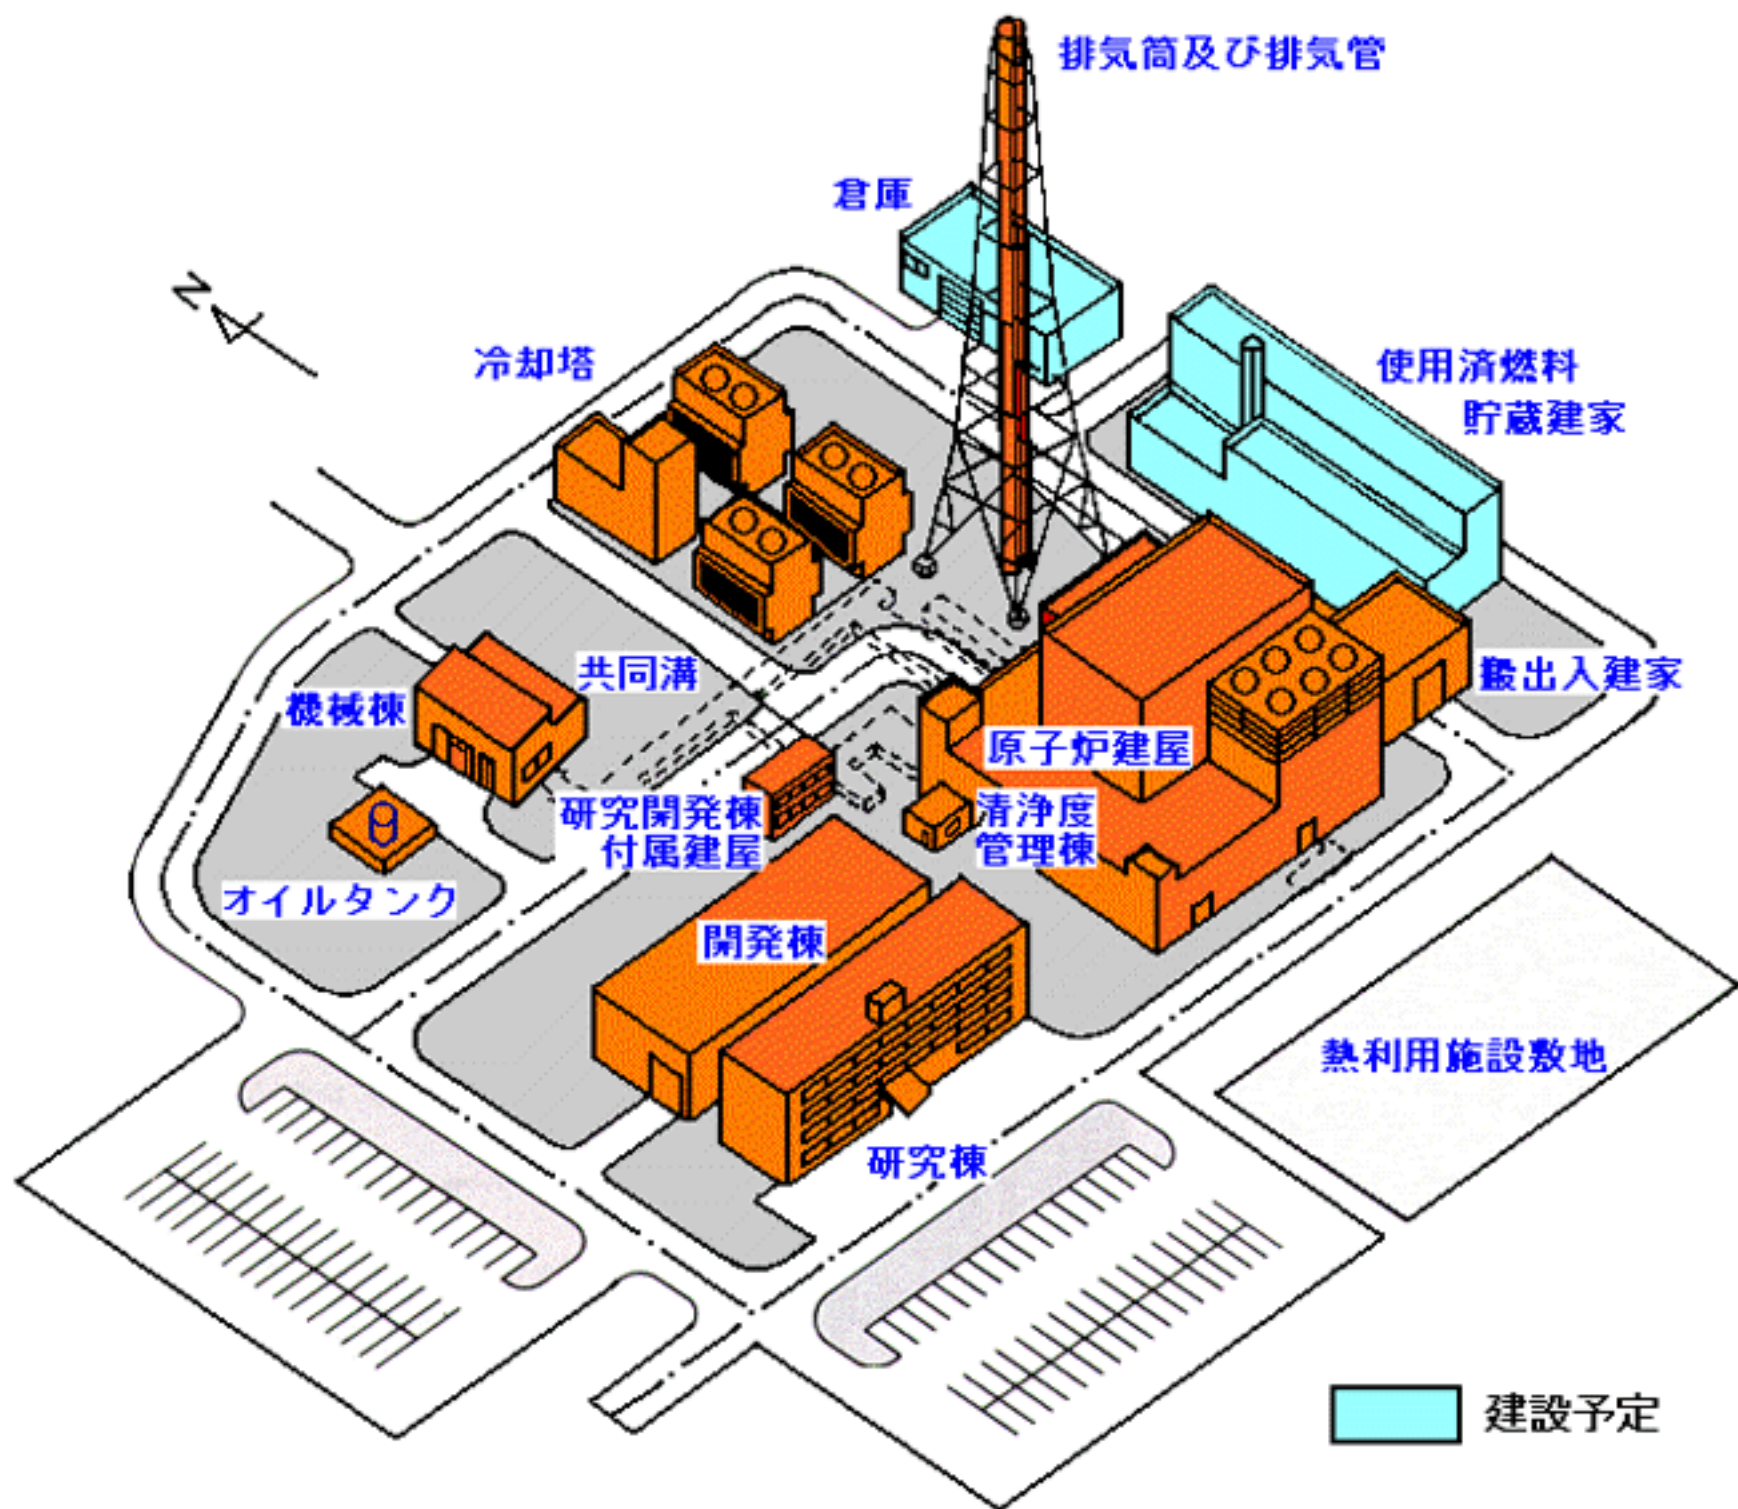 排気筒及び排気管
倉庫
N
冷却塔
使用済燃料
貯蔵建家
共同溝
機械棟
搬出入建家
原子炉建屋
研究開発棟
付属建屋
清浄度
管理棟
オイルタンク
開発棟
熱利用施設敷地
研究棟
建設予定